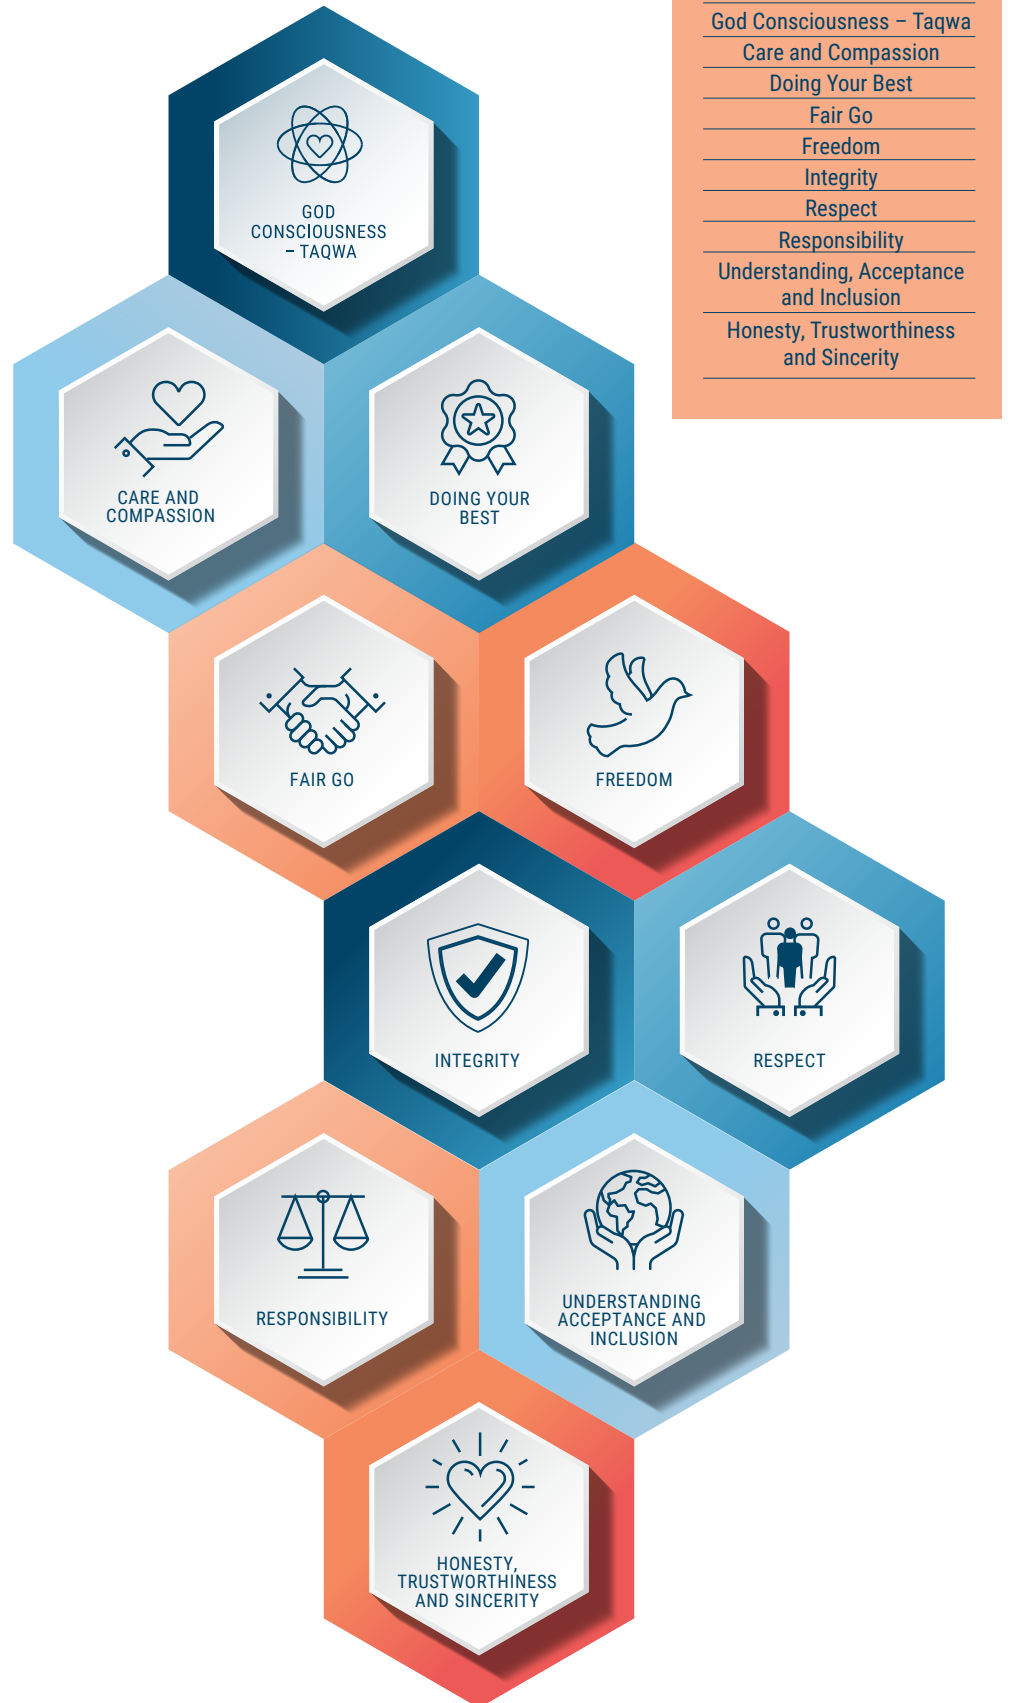 God Consciousness – Taqwa
Care and Compassion
Doing Your Best
Fair Go
Freedom
Integrity
Respect
Responsibility
Understanding, Acceptance
and Inclusion
Honesty, Trustworthiness
and Sincerity
GOD
CONSCIOUSNESS
– TAQWA
CARE AND
COMPASSION
DOING YOUR
BEST
FAIR GO
FREEDOM
INTEGRITY
RESPECT
RESPONSIBILITY
UNDERSTANDING
ACCEPTANCE AND
INCLUSION
HONESTY,
TRUSTWORTHINESS
AND SINCERITY